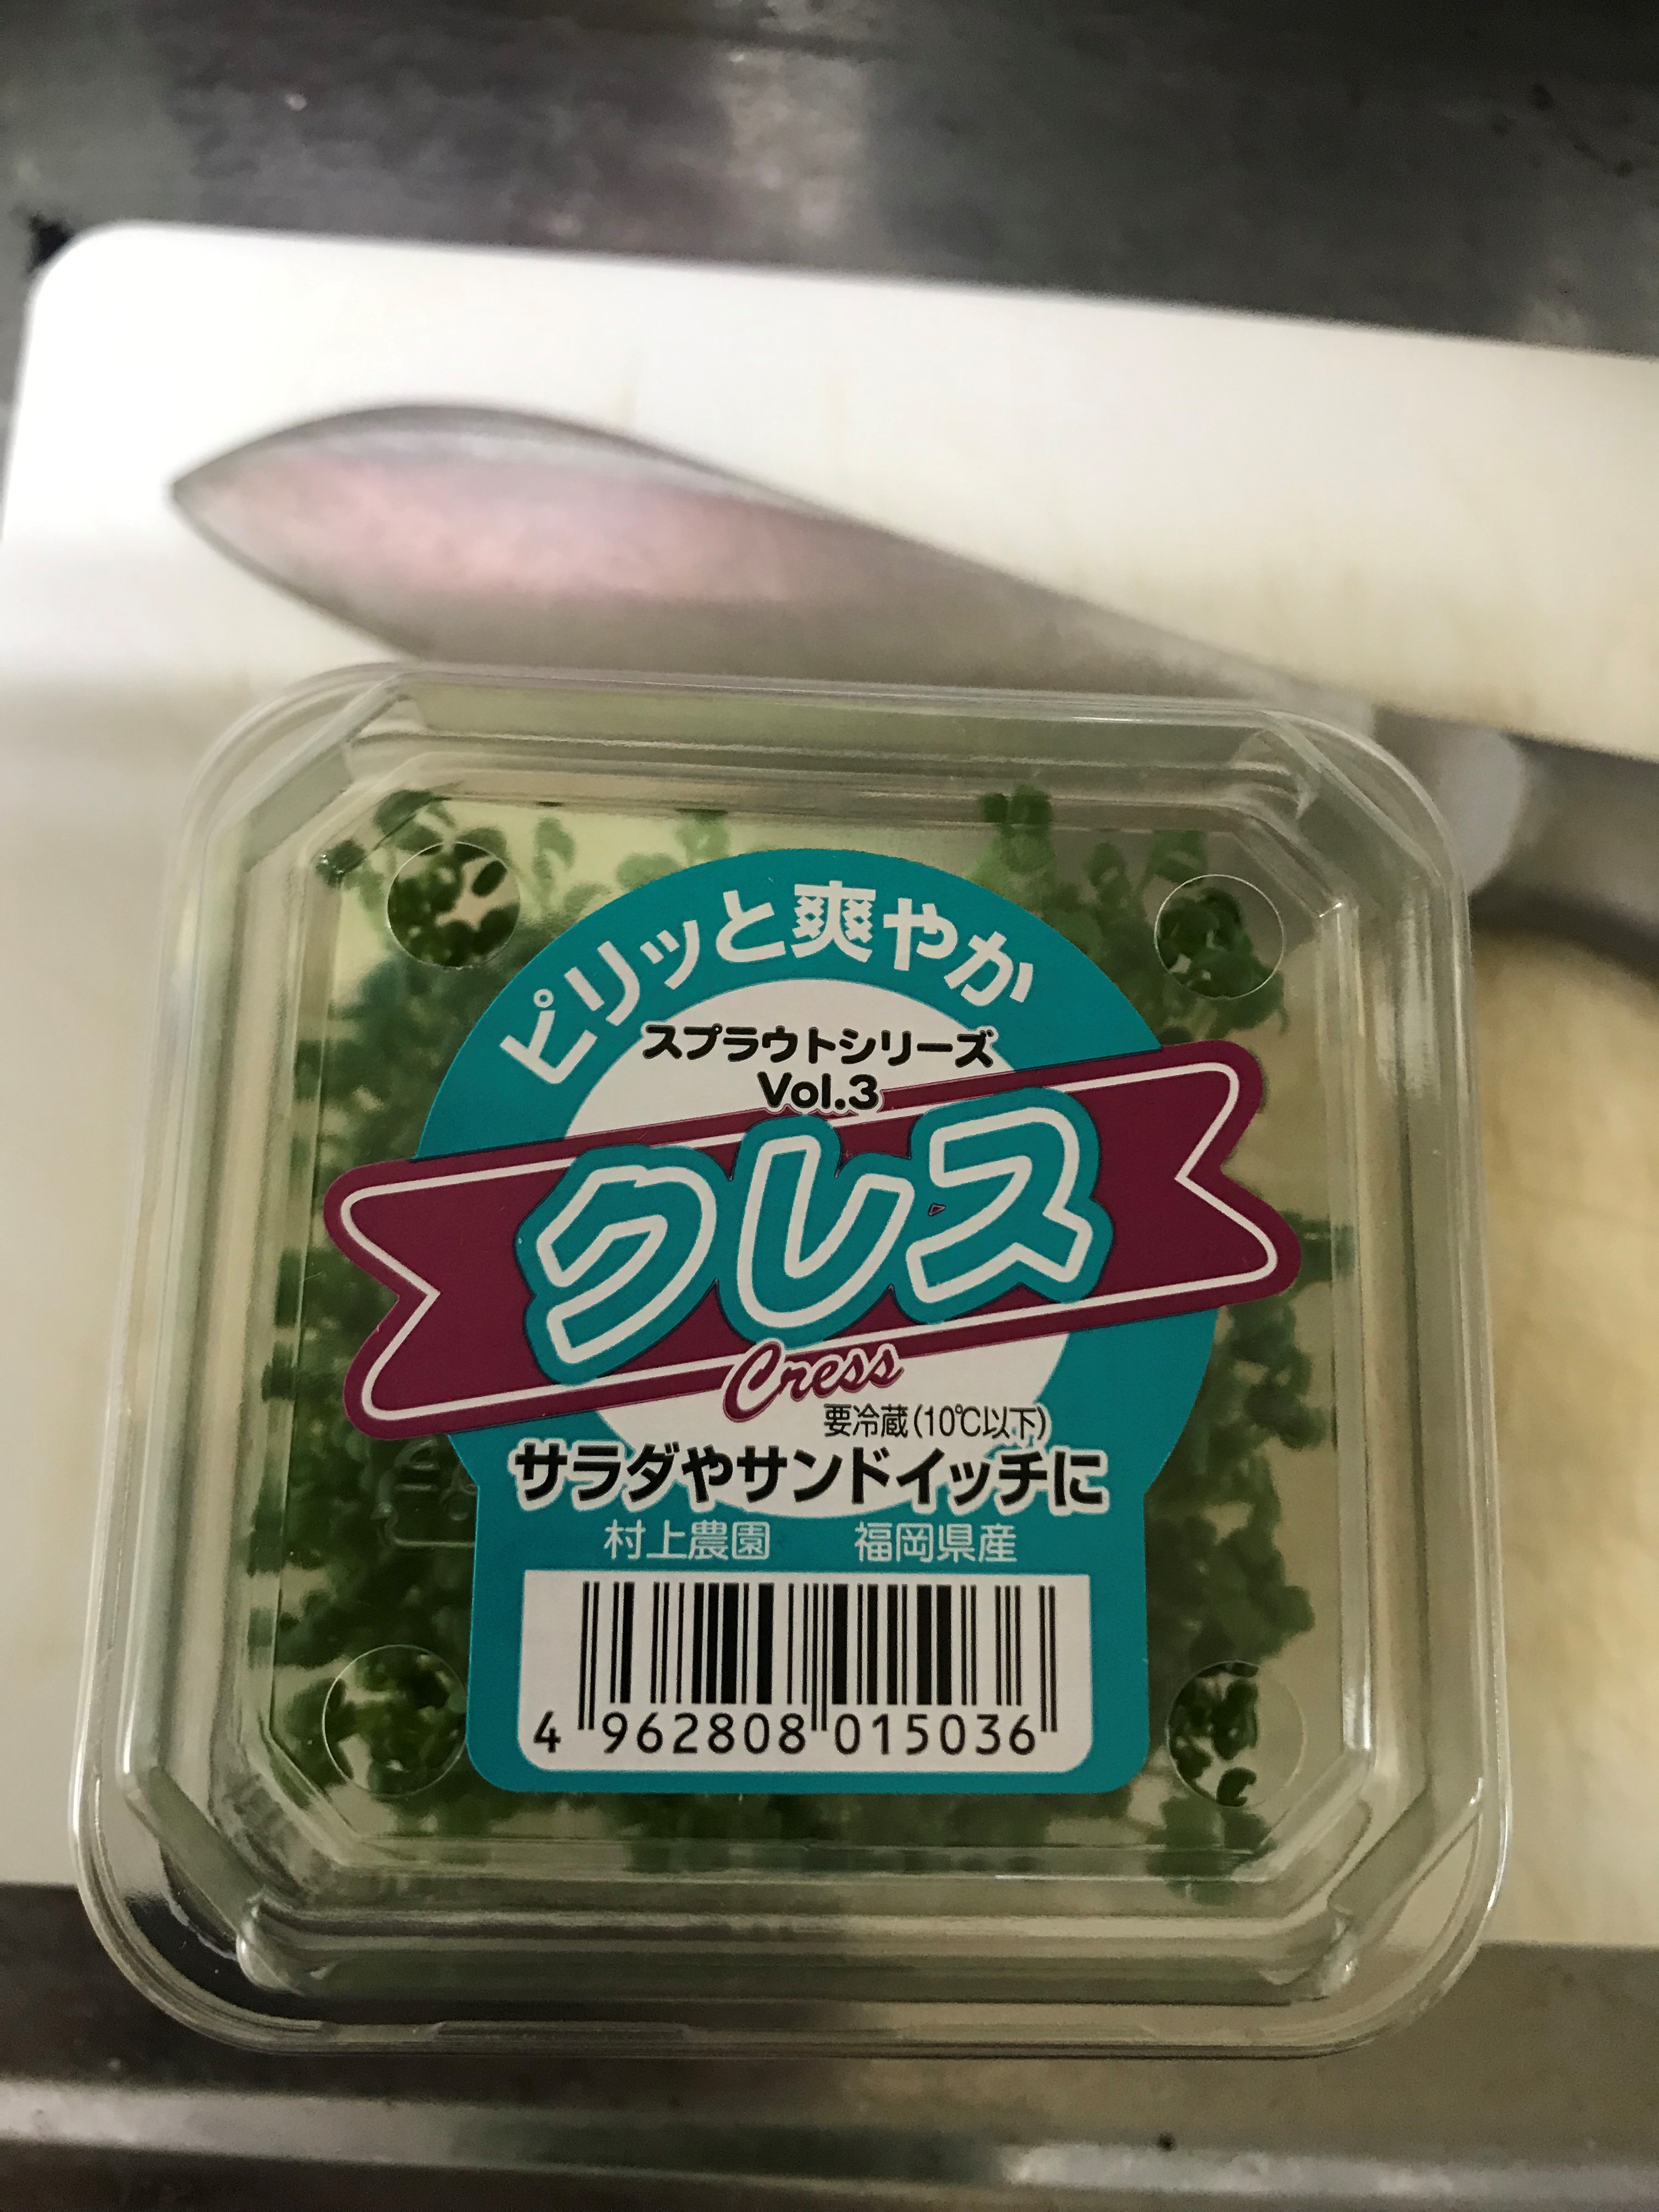 ピリッと爽やか
スプラウトシリーズ
Vol.3
クレス
Cress
要冷蔵(10℃以下)
サラダやサンドイッチに
村上農園 福岡県産
4 962808 015036